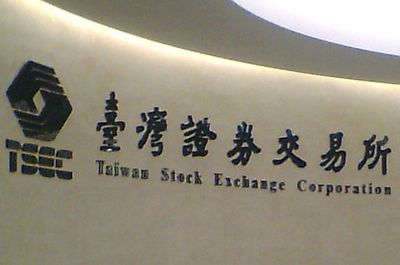 臺灣證券交易所
TSEC
Taiwan Stock Exchange Corporation